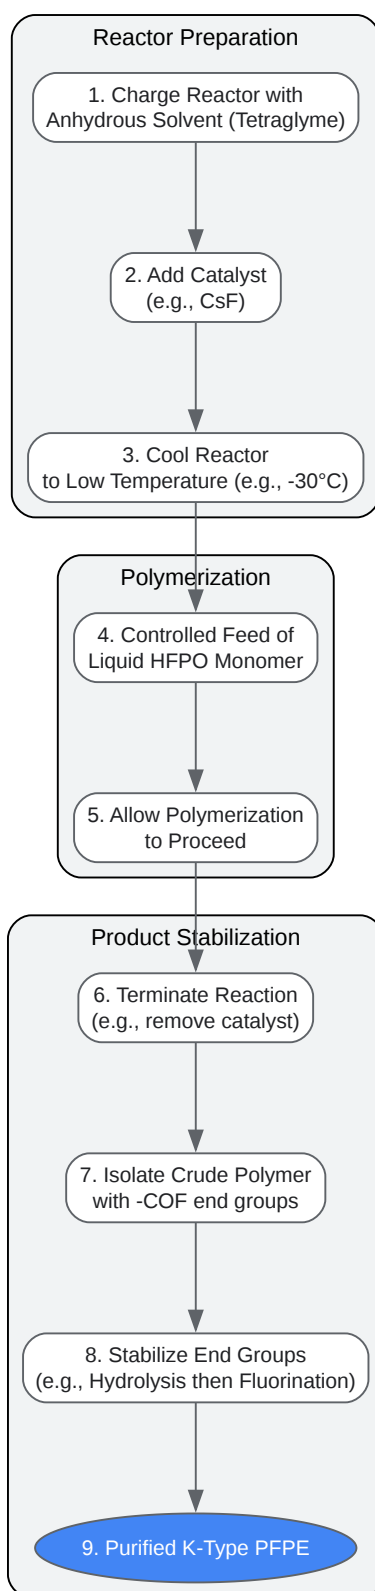 Reactor Preparation
1. Charge Reactor with
Anhydrous Solvent (Tetraglyme)
2. Add Catalyst
(e.g., CsF)
3. Cool Reactor
to Low Temperature (e.g., -30°C)
Polymerization
4. Controlled Feed of
Liquid HFPO Monomer
5. Allow Polymerization
to Proceed
Product Stabilization
6. Terminate Reaction
(e.g., remove catalyst)
7. Isolate Crude Polymer
with -COF end groups
8. Stabilize End Groups
(e.g., Hydrolysis then Fluorination)
9. Purified K-Type PFPE